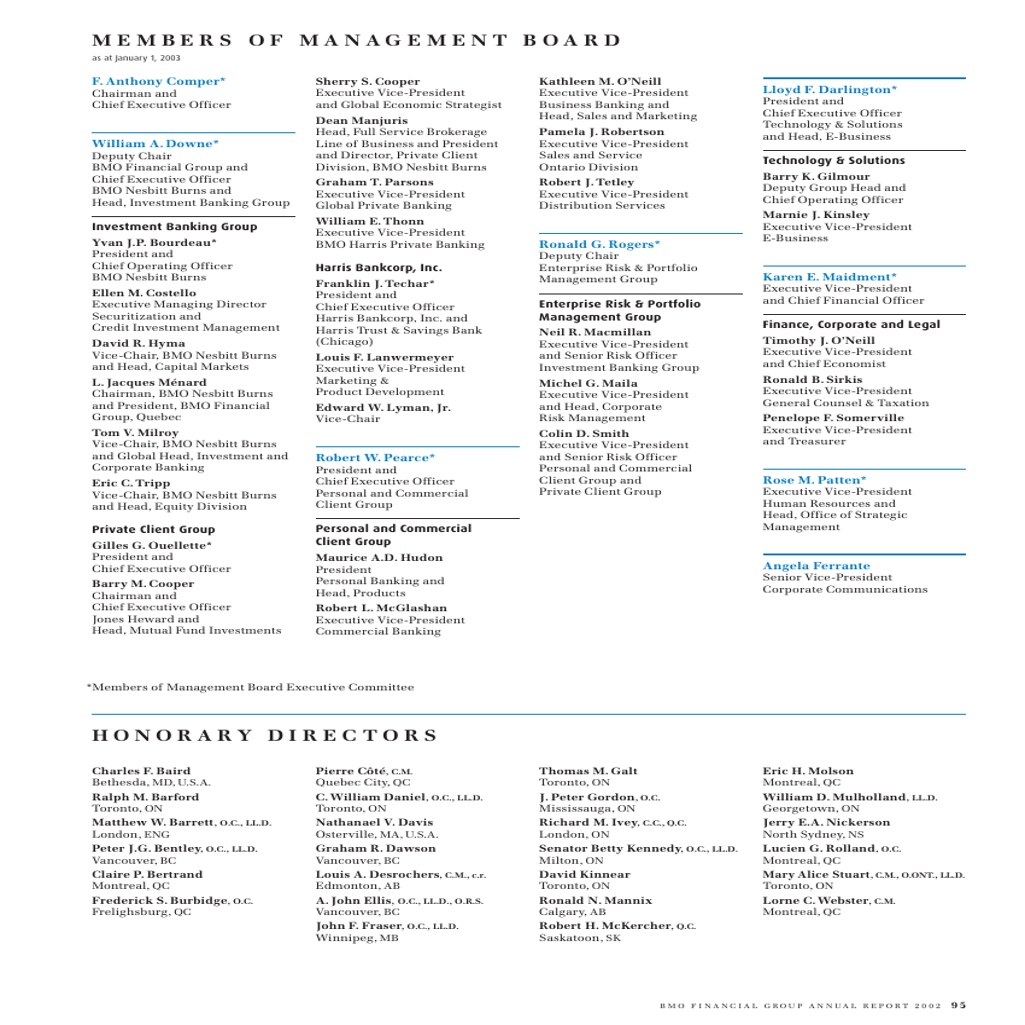 MEMBERS OF MANAGEMENT BOARD
as at January 1, 2003
F. Anthony Comper*
Chairman and
Chief Executive Officer
William A. Downe*
Deputy Chair
BMO Financial Group and
Chief Executive Officer
BMO Nesbitt Burns and
Head, Investment Banking Group
Investment Banking Group
Yvan J.P. Bourdeau*
President and
Chief Operating Officer
BMO Nesbitt Burns
Ellen M. Costello
Executive Managing Director
Securitization and
Credit Investment Management
David R. Hyma
Vice-Chair, BMO Nesbitt Burns
and Head, Capital Markets
L. Jacques Ménard
Chairman, BMO Nesbitt Burns
and President, BMO Financial
Group, Quebec
Tom V. Milroy
Vice-Chair, BMO Nesbitt Burns
and Global Head, Investment and
Corporate Banking
Eric C. Tripp
Vice-Chair, BMO Nesbitt Burns
and Head, Equity Division
Private Client Group
Gilles G. Ouellette*
President and
Chief Executive Officer
Barry M. Cooper
Chairman and
Chief Executive Officer
Jones Heward and
Head, Mutual Fund Investments
Sherry S. Cooper
Executive Vice-President
and Global Economic Strategist
Dean Manjuris
Head, Full Service Brokerage
Line of Business and President
and Director, Private Client
Division, BMO Nesbitt Burns
Graham T. Parsons
Executive Vice-President
Global Private Banking
William E. Thonn
Executive Vice-President
BMO Harris Private Banking
Harris Bankcorp, Inc.
Franklin J. Techar*
President and
Chief Executive Officer
Harris Bankcorp, Inc. and
Harris Trust & Savings Bank
(Chicago)
Louis F. Lanwermeyer
Executive Vice-President
Marketing &
Product Development
Edward W. Lyman, Jr.
Vice-Chair
Robert W. Pearce*
President and
Chief Executive Officer
Personal and Commercial
Client Group
Personal and Commercial
Client Group
Maurice A.D. Hudon
President
Personal Banking and
Head, Products
Robert L. McGlashan
Executive Vice-President
Commercial Banking
Kathleen M. O'Neill
Executive Vice-President
Business Banking and
Head, Sales and Marketing
Pamela J. Robertson
Executive Vice-President
Sales and Service
Ontario Division
Robert J. Tetley
Executive Vice-President
Distribution Services
Ronald G. Rogers*
Deputy Chair
Enterprise Risk & Portfolio
Management Group
Enterprise Risk & Portfolio
Management Group
Neil R. Macmillan
Executive Vice-President
and Senior Risk Officer
Investment Banking Group
Michel G. Maila
Executive Vice-President
and Head, Corporate
Risk Management
Colin D. Smith
Executive Vice-President
and Senior Risk Officer
Personal and Commercial
Client Group and
Private Client Group
Lloyd F. Darlington*
President and
Chief Executive Officer
Technology & Solutions
and Head, E-Business
Technology & Solutions
Barry K. Gilmour
Deputy Group Head and
Chief Operating Officer
Marnie J. Kinsley
Executive Vice-President
E-Business
Karen E. Maidment*
Executive Vice-President
and Chief Financial Officer
Finance, Corporate and Legal
Timothy J. O'Neill
Executive Vice-President
and Chief Economist
Ronald B. Sirkis
Executive Vice-President
General Counsel & Taxation
Penelope F. Somerville
Executive Vice-President
and Treasurer
Rose M. Patten*
Executive Vice-President
Human Resources and
Head, Office of Strategic
Management
Angela Ferrante
Senior Vice-President
Corporate Communications
*Members of Management Board Executive Committee
HONORARY DIRECTORS
Charles F. Baird
Bethesda, MD, U.S.A.
Ralph M. Barford
Toronto, ON
Matthew W. Barrett, O.C., LL.D.
London, ENG
Peter J.G. Bentley, O.C., LL.D.
Vancouver, BC
Claire P. Bertrand
Montreal, QC
Frederick S. Burbidge, O.C.
Frelighsburg, QC
Pierre Côté, C.M.
Quebec City, QC
C. William Daniel, O.C., LL.D.
Toronto, ON
Nathanael V. Davis
Osterville, MA, U.S.A.
Graham R. Dawson
Vancouver, BC
Louis A. Desrochers, C.M., c.r.
Edmonton, AB
A. John Ellis, O.C., LL.D., O.R.S.
Vancouver, BC
John F. Fraser, O.C., LL.D.
Winnipeg, MB
Thomas M. Galt
Toronto, ON
J. Peter Gordon, O.C.
Mississauga, ON
Richard M. Ivey, C.C., Q.C.
London, ON
Senator Betty Kennedy, O.C., LL.D.
Milton, ON
David Kinnear
Toronto, ON
Ronald N. Mannix
Calgary, AB
Robert H. McKercher, Q.C.
Saskatoon, SK
Eric H. Molson
Montreal, QC
William D. Mulholland, LL.D.
Georgetown, ON
Jerry E.A. Nickerson
North Sydney, NS
Lucien G. Rolland, O.C.
Montreal, QC
Mary Alice Stuart, C.M., O.ONT., LL.D.
Toronto, ON
Lorne C. Webster, C.M.
Montreal, QC
BMO FINANCIAL GROUP ANNUAL REPORT 2002 95